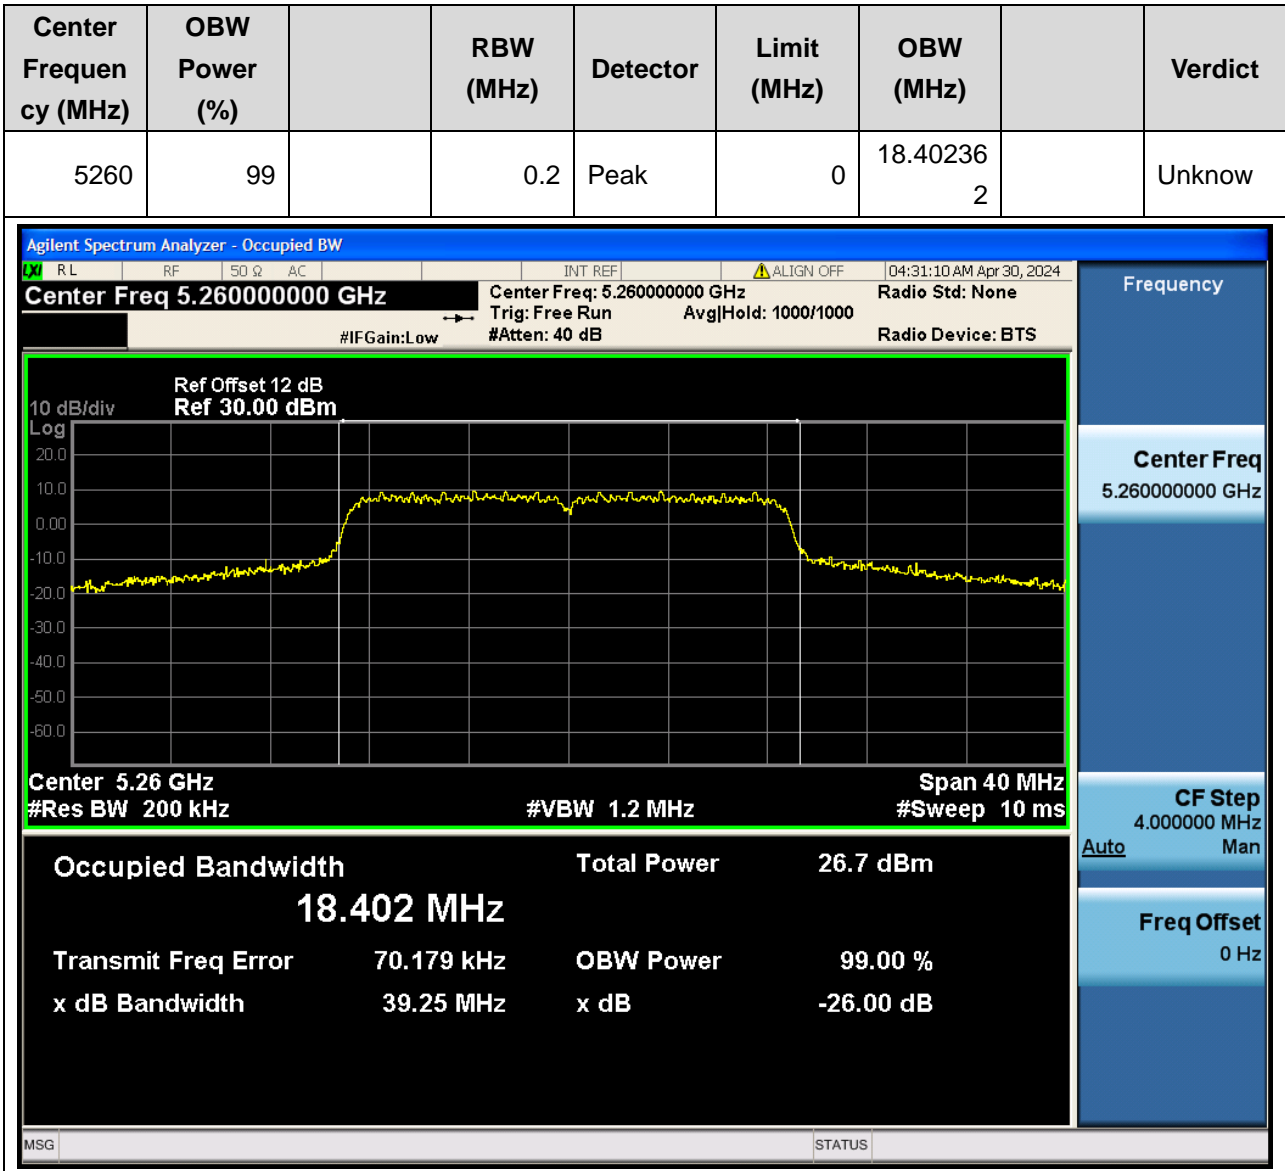 Center Frequen cy (MHz)
OBW Power (%)
RBW (MHz)
Detector
Limit (MHz)
OBW (MHz)
Verdict
5260
99
0.2
Peak
0
18.40236
2
Unknow
Agilent Spectrum Analyzer - Occupied BW
LXI RL RF 50 Ω AC INT REF ALIGN OFF 04:31:10 AM Apr 30, 2024
Center Freq 5.260000000 GHz
Center Freq: 5.260000000 GHz
Radio Std: None
Trig: Free Run Avg|Hold: 1000/1000
#IFGain:Low #Atten: 40 dB
Radio Device: BTS
Frequency
Ref Offset 12 dB
10 dB/div Ref 30.00 dBm
Log
20.0
10.0
0.00
-10.0
-20.0
-30.0
-40.0
-50.0
-60.0
Center 5.26 GHz Span 40 MHz
#Res BW 200 kHz #VBW 1.2 MHz #Sweep 10 ms
Center Freq
5.260000000 GHz
CF Step
4.000000 MHz
Auto Man
Freq Offset
0 Hz
Occupied Bandwidth Total Power 26.7 dBm
18.402 MHz
Transmit Freq Error 70.179 kHz OBW Power 99.00 %
x dB Bandwidth 39.25 MHz x dB -26.00 dB
MSG STATUS